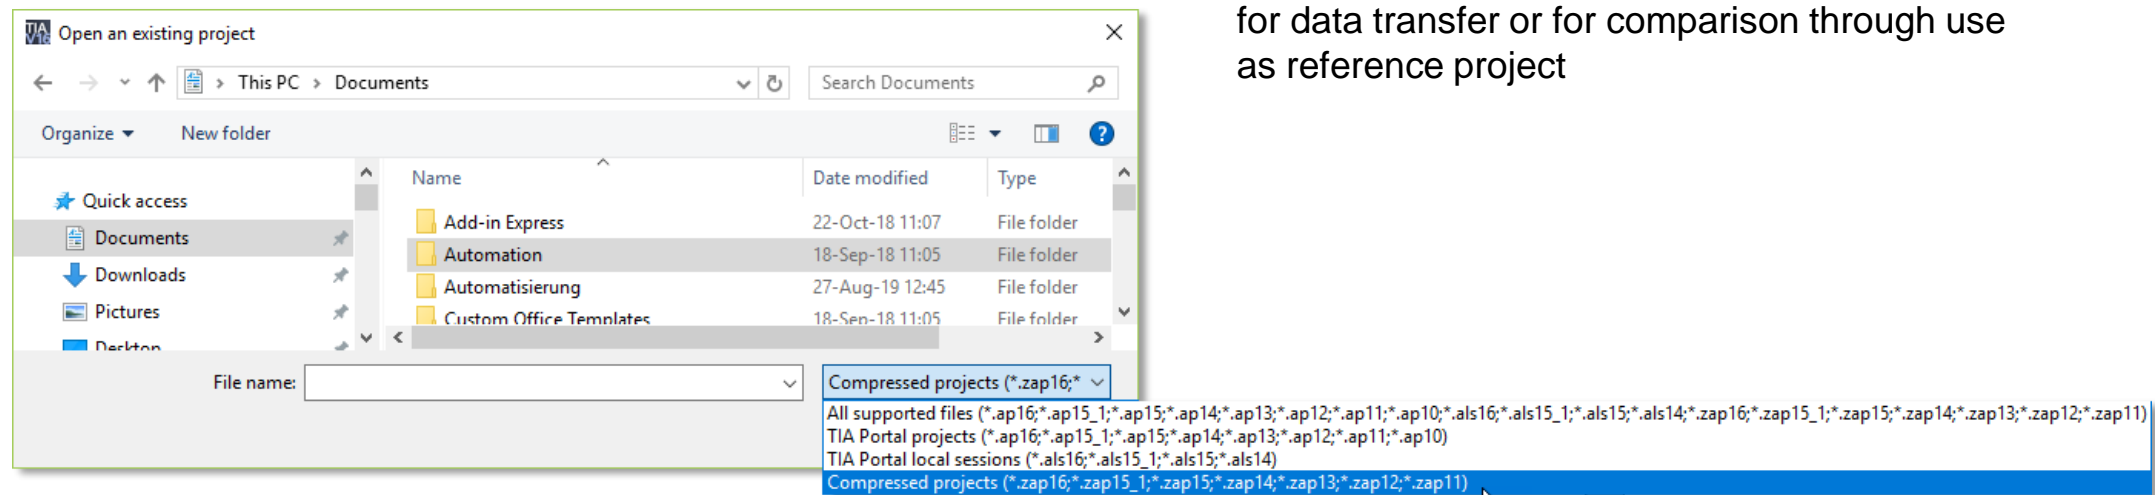 for data transfer or for comparison through use
as reference project
TIA V16 Open an existing project
This PC > Documents
Search Documents
Organize New folder
Name Date modified Type
Quick access
Documents
Downloads
Pictures
Desktop
Add-in Express 22-Oct-18 11:07 File folder
Automation 18-Sep-18 11:05 File folder
Automatisierung 27-Aug-19 12:45 File folder
Custom Office Templates 18-Sep-18 11:05 File folder
File name:
Compressed projects (*.zap16;*
All supported files (*.ap16;*.ap15_1;*.ap15;*.ap14;*.ap13;*.ap12;*.ap11;*.ap10;*.als16;*.als15_1;*.als15;*.als14;*.zap16;*.zap15_1;*.zap15;*.zap14;*.zap13;*.zap12;*.zap11)
TIA Portal projects (*.ap16;*.ap15_1;*.ap15;*.ap14;*.ap13;*.ap12;*.ap11;*.ap10)
TIA Portal local sessions (*.als16;*.als15_1;*.als15;*.als14)
Compressed projects (*.zap16;*.zap15_1;*.zap15;*.zap14;*.zap13;*.zap12;*.zap11)